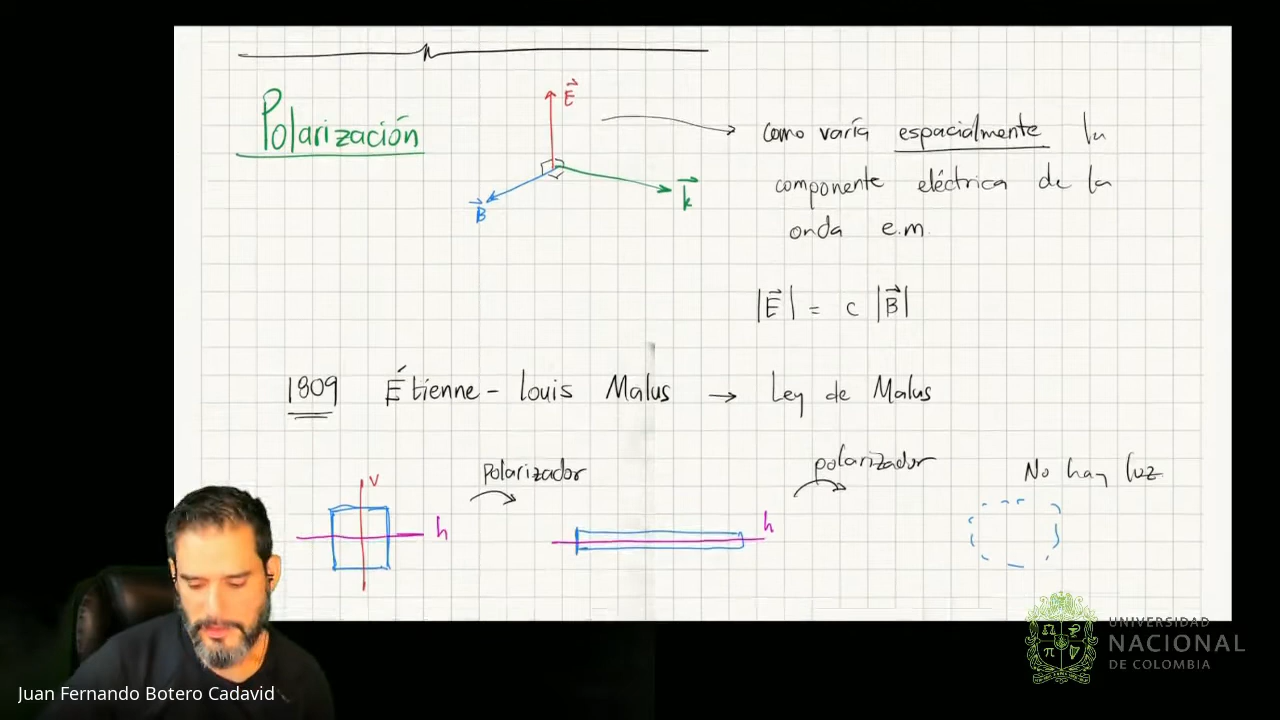 Polarización
E
B
k
como varía espacialmente la
componente eléctrica de la
onda e.m.
|E| = c |B|
1809 Étienne - Louis Malus → Ley de Malus
v
h
Polarizador
h
polarizador
No hay luz
Juan Fernando Botero Cadavid
UNIVERSIDAD
NACIONAL
DE COLOMBIA